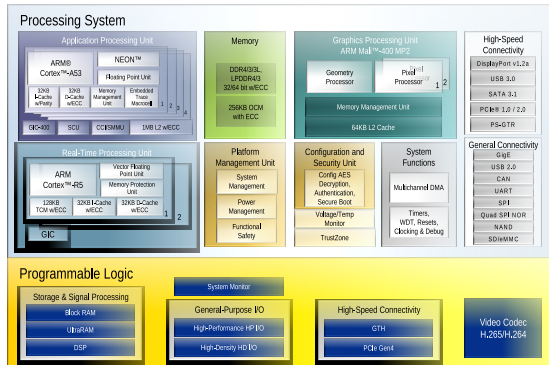 Processing System
Application Processing Unit
ARM®
Cortex™-A53
NEON™
Floating Point Unit
32KB
I-Cache
w/Parity
32KB
D-Cache
w/ECC
Memory
Management
Unit
Embedded
Trace
Macrocell
1
2
3
4
GIC-400
SCU
CCI/SMMU
1MB L2 w/ECC
Memory
DDR4/3/3L,
LPDDR4/3
32/64 bit w/ECC
256KB OCM
with ECC
Graphics Processing Unit
ARM Mali™-400 MP2
Geometry
Processor
Pixel
Processor
Pixel
Processor
1
2
Memory Management Unit
64KB L2 Cache
High-Speed
Connectivity
DisplayPort v1.2a
USB 3.0
SATA 3.1
PCIe® 1.0 / 2.0
PS-GTR
Real-Time Processing Unit
ARM
Cortex™-R5
Vector Floating
Point Unit
Memory Protection
Unit
128KB
TCM w/ECC
32KB I-Cache
w/ECC
32KB D-Cache
w/ECC
1
2
GIC
Platform
Management Unit
System
Management
Power
Management
Functional
Safety
Configuration and
Security Unit
Config AES
Decryption,
Authentication,
Secure Boot
Voltage/Temp
Monitor
TrustZone
System
Functions
Multichannel DMA
Timers,
WDT, Resets,
Clocking & Debug
General Connectivity
GigE
USB 2.0
CAN
UART
SPI
Quad SPI NOR
NAND
SD/eMMC
Programmable Logic
Storage & Signal Processing
Block RAM
UltraRAM
DSP
System Monitor
General-Purpose I/O
High-Performance HP I/O
High-Density HD I/O
High-Speed Connectivity
GTH
PCIe Gen4
Video Codec
H.265/H.264